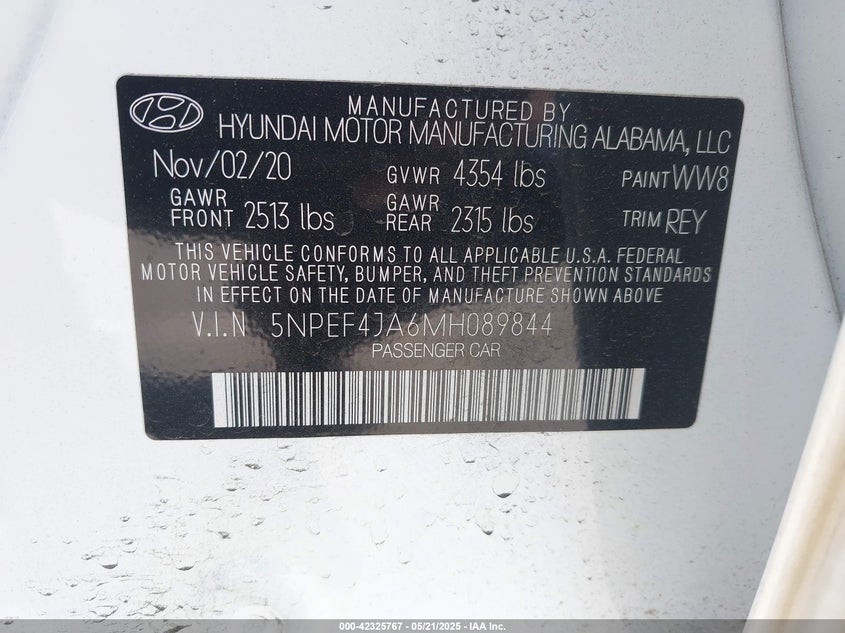 MANUFACTURED BY
HYUNDAI MOTOR MANUFACTURING ALABAMA, LLC
Nov/02/20 GVWR 4354 lbs PAINT WW8
GAWR FRONT 2513 lbs GAWR REAR 2315 lbs TRIM REY
THIS VEHICLE CONFORMS TO ALL APPLICABLE U.S.A. FEDERAL
MOTOR VEHICLE SAFETY, BUMPER, AND THEFT PREVENTION STANDARDS
IN EFFECT ON THE DATE OF MANUFACTURE SHOWN ABOVE
V.I.N 5NPEF4JA6MH089844
PASSENGER CAR
000-42325767 - 05/21/2025 - IAA Inc.